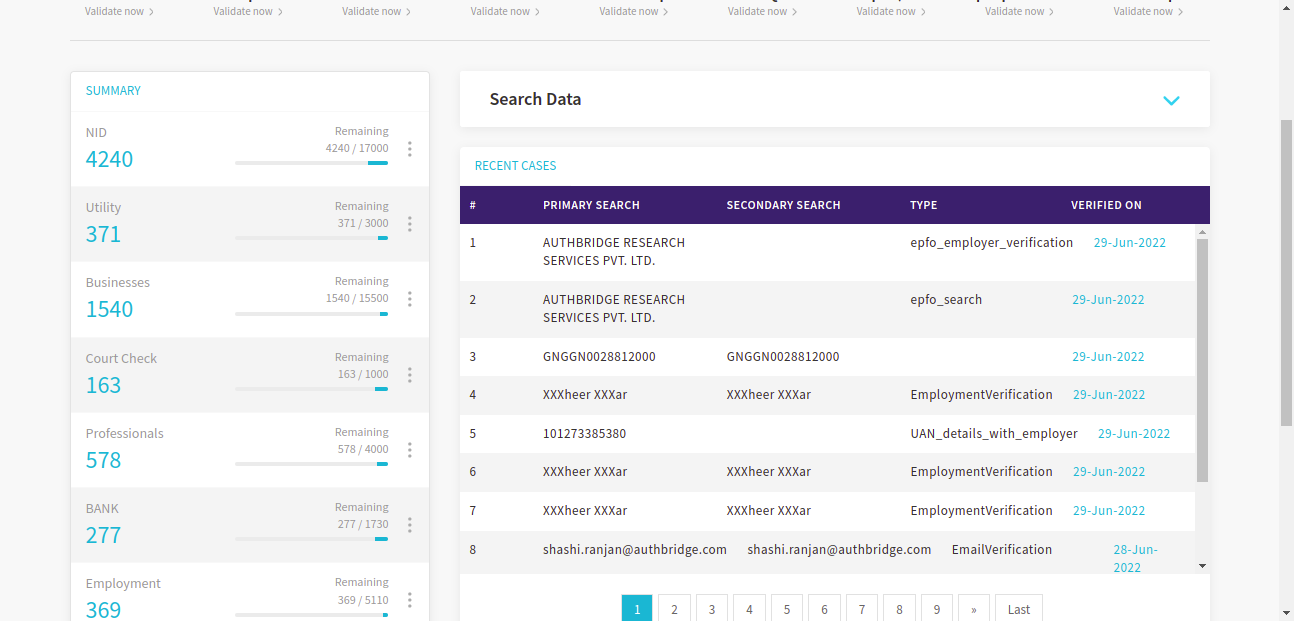 Validate now Validate now Validate now Validate now Validate now Validate now Validate now Validate now Validate now
SUMMARY
NID
4240
Remaining
4240 / 17000
Utility
371
Remaining
371 / 3000
Businesses
1540
Remaining
1540 / 15500
Court Check
163
Remaining
163 / 1000
Professionals
578
Remaining
578 / 4000
BANK
277
Remaining
277 / 1730
Employment
369
Remaining
369 / 5110
Search Data
RECENT CASES
# PRIMARY SEARCH SECONDARY SEARCH TYPE VERIFIED ON
1 AUTHBRIDGE RESEARCH epfo_employer_verification 29-Jun-2022
SERVICES PVT. LTD.
2 AUTHBRIDGE RESEARCH epfo_search 29-Jun-2022
SERVICES PVT. LTD.
3 GNGGN0028812000 GNGGN0028812000 29-Jun-2022
4 XXXheer XXXar XXXheer XXXar EmploymentVerification 29-Jun-2022
5 101273385380 UAN_details_with_employer 29-Jun-2022
6 XXXheer XXXar XXXheer XXXar EmploymentVerification 29-Jun-2022
7 XXXheer XXXar XXXheer XXXar EmploymentVerification 29-Jun-2022
8 shashi.ranjan@authbridge.com shashi.ranjan@authbridge.com EmailVerification 28-Jun-
2022
1 2 3 4 5 6 7 8 9 » Last